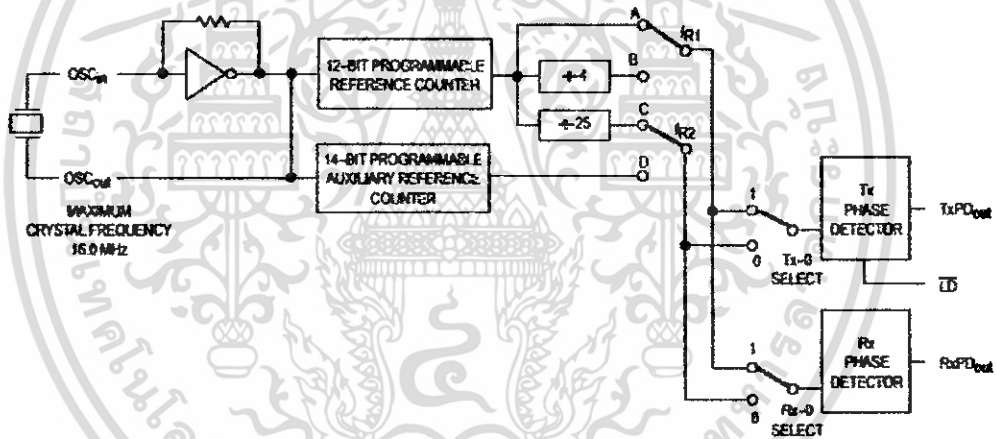 OSCin
OSCout
MAXIMUM
CRYSTAL FREQUENCY
16.0 MHz
12-BIT PROGRAMMABLE
REFERENCE COUNTER
14-BIT PROGRAMMABLE
AUXILIARY REFERENCE
COUNTER
÷4
÷25
A
fR1
B
C
fR2
D
1
0
Tx-0
SELECT
Tx
PHASE
DETECTOR
TxPDout
LD
1
0
Rx-0
SELECT
Rx
PHASE
DETECTOR
RxPDout